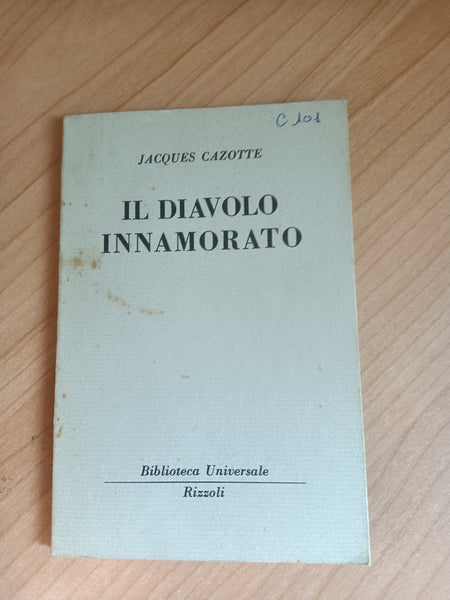 C 101
JACQUES CAZOTTE
IL DIAVOLO
INNAMORATO
Biblioteca Universale
Rizzoli